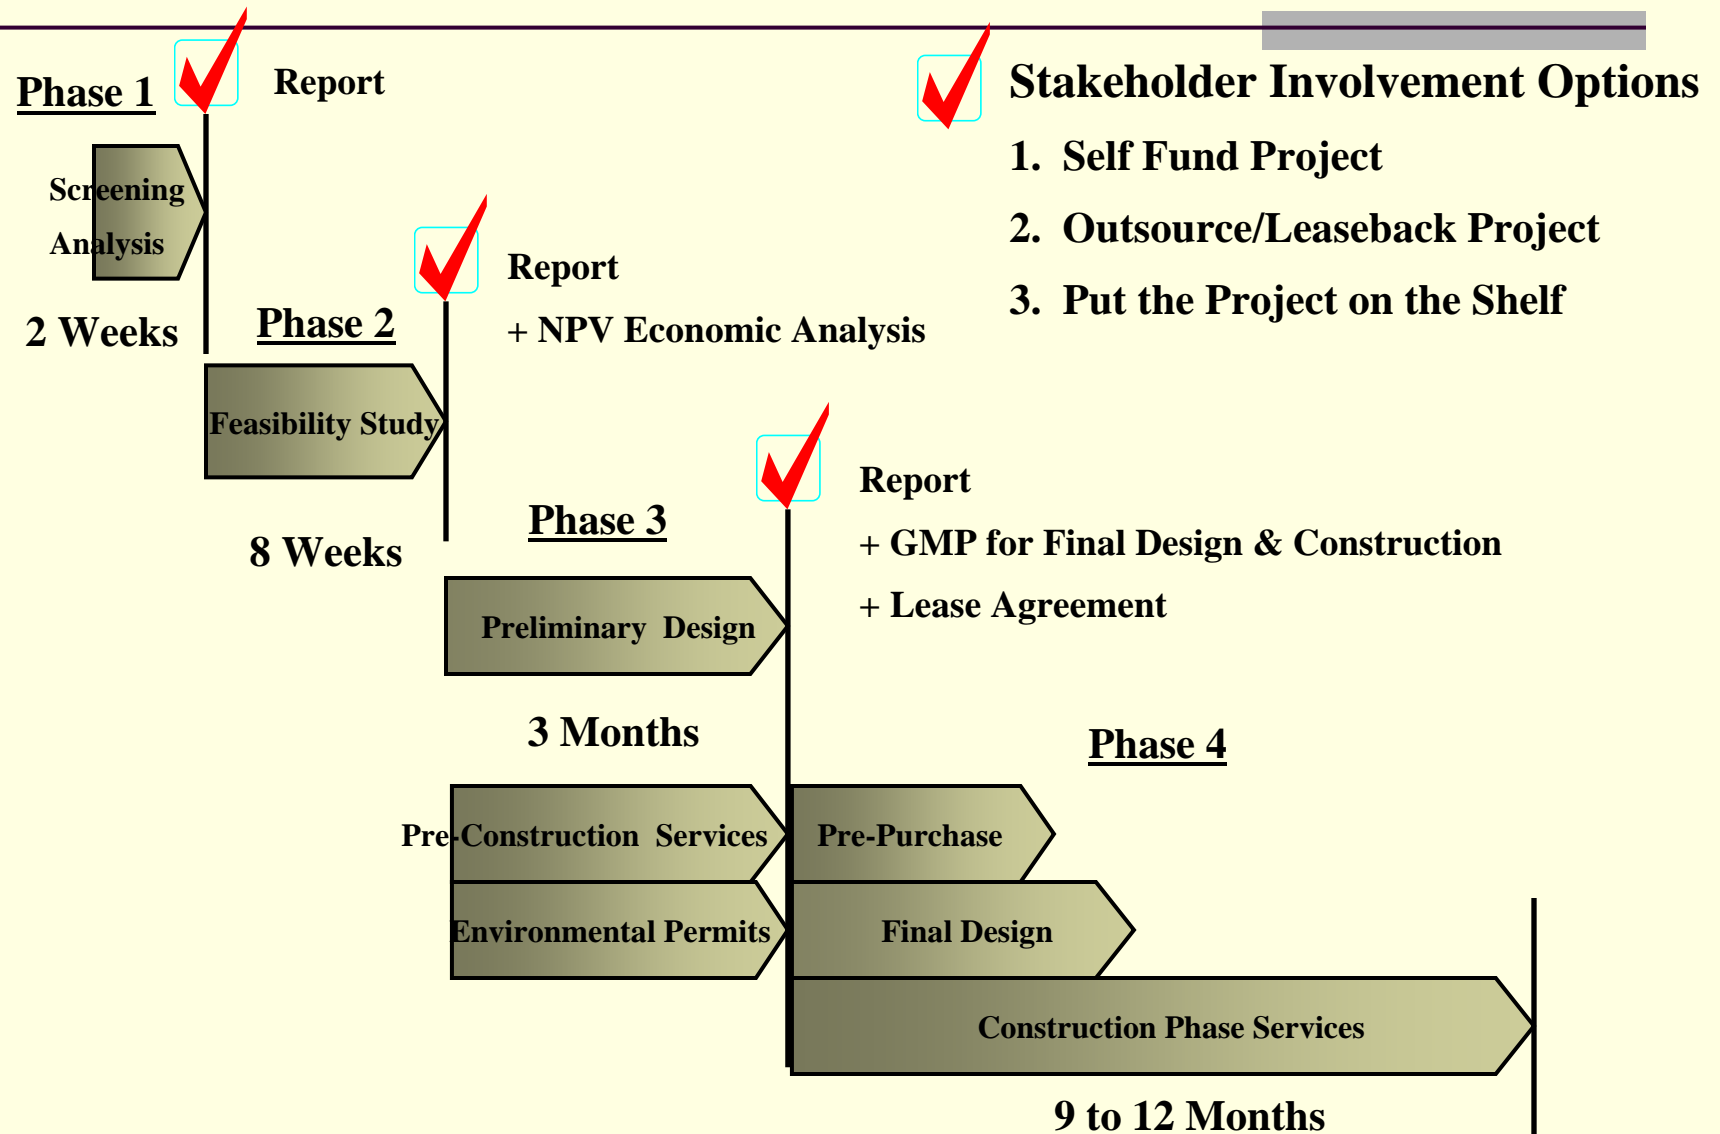 Phase 1
Report
Screening
Analysis
2 Weeks
Stakeholder Involvement Options
1. Self Fund Project
2. Outsource/Leaseback Project
3. Put the Project on the Shelf
Phase 2
Report
+ NPV Economic Analysis
Feasibility Study
8 Weeks
Phase 3
Report
+ GMP for Final Design & Construction
+ Lease Agreement
Preliminary Design
3 Months
Phase 4
Pre-Construction Services
Pre-Purchase
Environmental Permits
Final Design
Construction Phase Services
9 to 12 Months